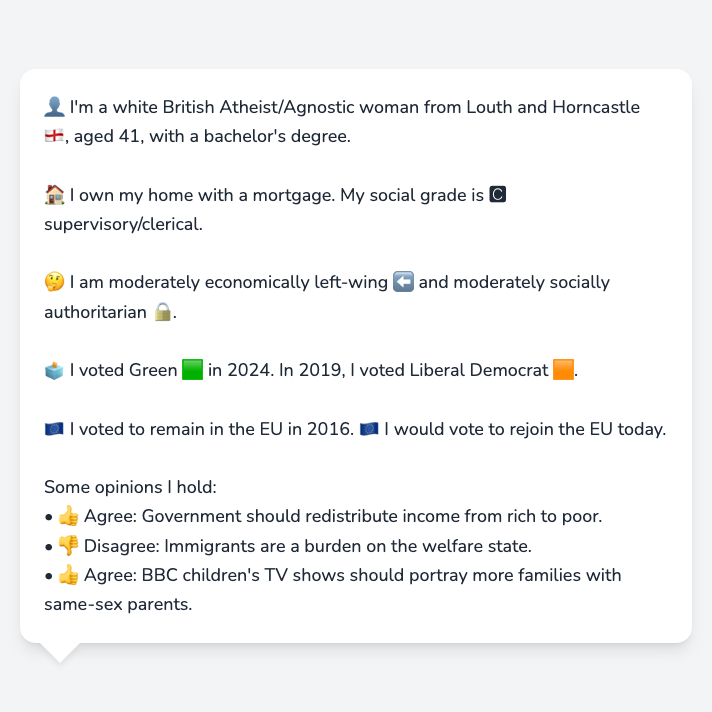 👤 I'm a white British Atheist/Agnostic woman from Louth and Horncastle
🏴󠁧󠁢󠁥󠁮󠁧󠁿, aged 41, with a bachelor's degree.
🏠 I own my home with a mortgage. My social grade is 🅲
supervisory/clerical.
🤔 I am moderately economically left-wing ⬅️ and moderately socially
authoritarian 🔒.
🗳️ I voted Green 🟩 in 2024. In 2019, I voted Liberal Democrat 🟧.
🇪🇺 I voted to remain in the EU in 2016. 🇪🇺 I would vote to rejoin the EU today.
Some opinions I hold:
• 👍 Agree: Government should redistribute income from rich to poor.
• 👎 Disagree: Immigrants are a burden on the welfare state.
• 👍 Agree: BBC children's TV shows should portray more families with
same-sex parents.